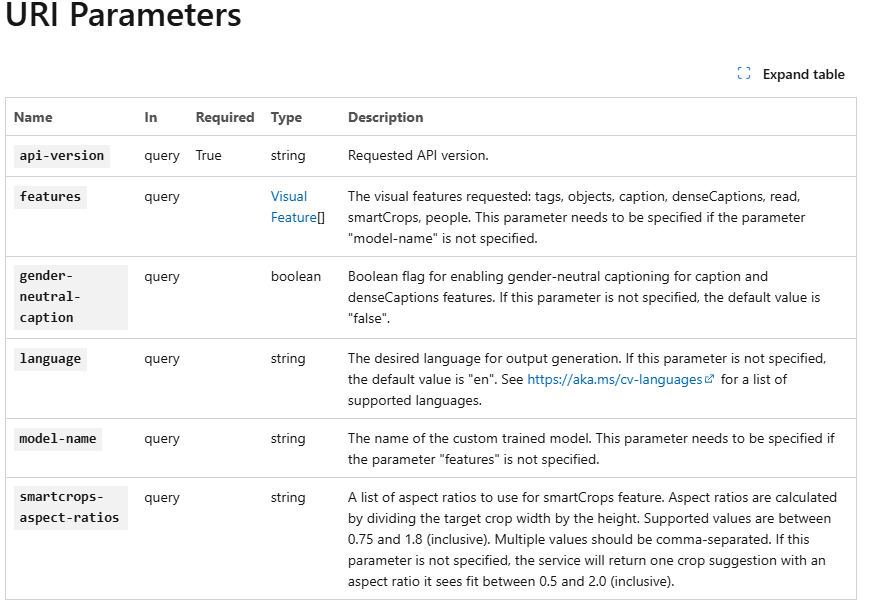 URI Parameters
Expand table
Name In Required Type Description
api-version query True string Requested API version.
features query Visual Feature[] The visual features requested: tags, objects, caption, denseCaptions, read,
smartCrops, people. This parameter needs to be specified if the parameter
"model-name" is not specified.
gender-neutral-caption query boolean Boolean flag for enabling gender-neutral captioning for caption and
denseCaptions features. If this parameter is not specified, the default value is
"false".
language query string The desired language for output generation. If this parameter is not specified,
the default value is "en". See https://aka.ms/cv-languages for a list of
supported languages.
model-name query string The name of the custom trained model. This parameter needs to be specified if
the parameter "features" is not specified.
smartcrops-aspect-ratios query string A list of aspect ratios to use for smartCrops feature. Aspect ratios are calculated
by dividing the target crop width by the height. Supported values are between
0.75 and 1.8 (inclusive). Multiple values should be comma-separated. If this
parameter is not specified, the service will return one crop suggestion with an
aspect ratio it sees fit between 0.5 and 2.0 (inclusive).